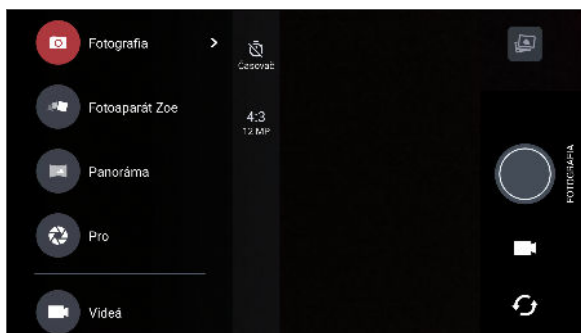 Fotografia
Fotoaparát Zoe
Panoráma
Pro
Videá
Časovač
4:3
12 MP
FOTOGRAFIA